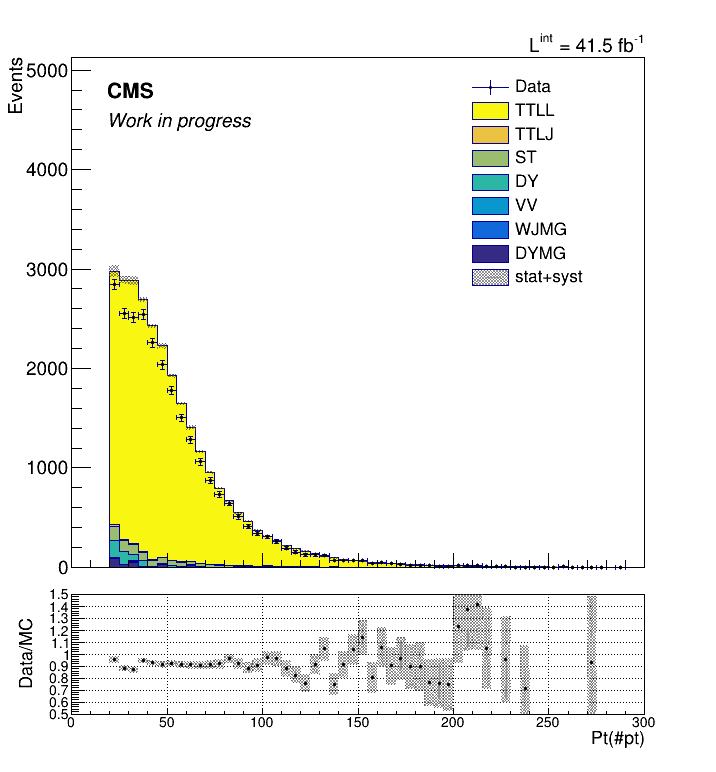 L^int = 41.5 fb^-1
Events
5000
4000
3000
2000
1000
0
CMS
Work in progress
Data
TTLL
TTLJ
ST
DY
VV
WJMG
DYMG
stat+syst
Data/MC
1.5
1.4
1.3
1.2
1.1
1
0.9
0.8
0.7
0.6
0.5
0 50 100 150 200 250 300
Pt(#pt)